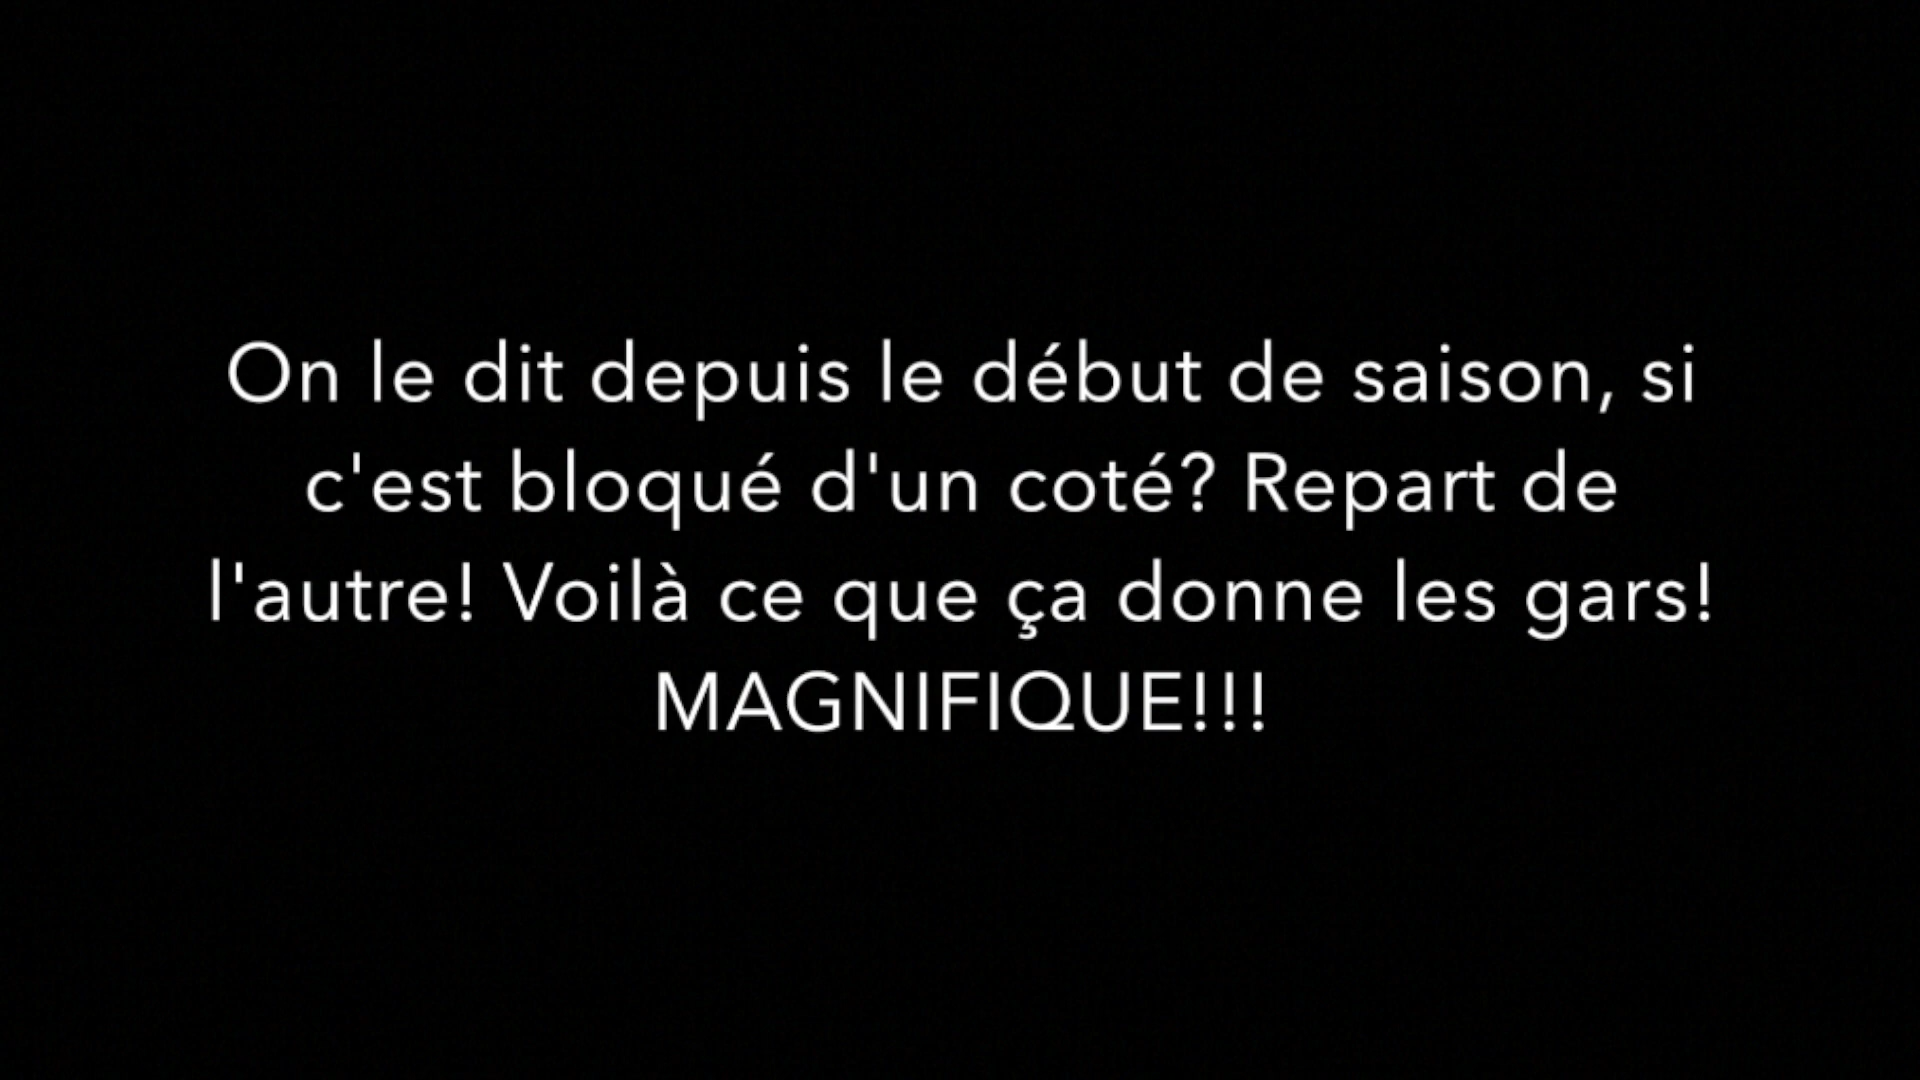 On le dit depuis le début de saison, si
c'est bloqué d'un coté? Repart de
l'autre! Voilà ce que ça donne les gars!
MAGNIFIQUE!!!